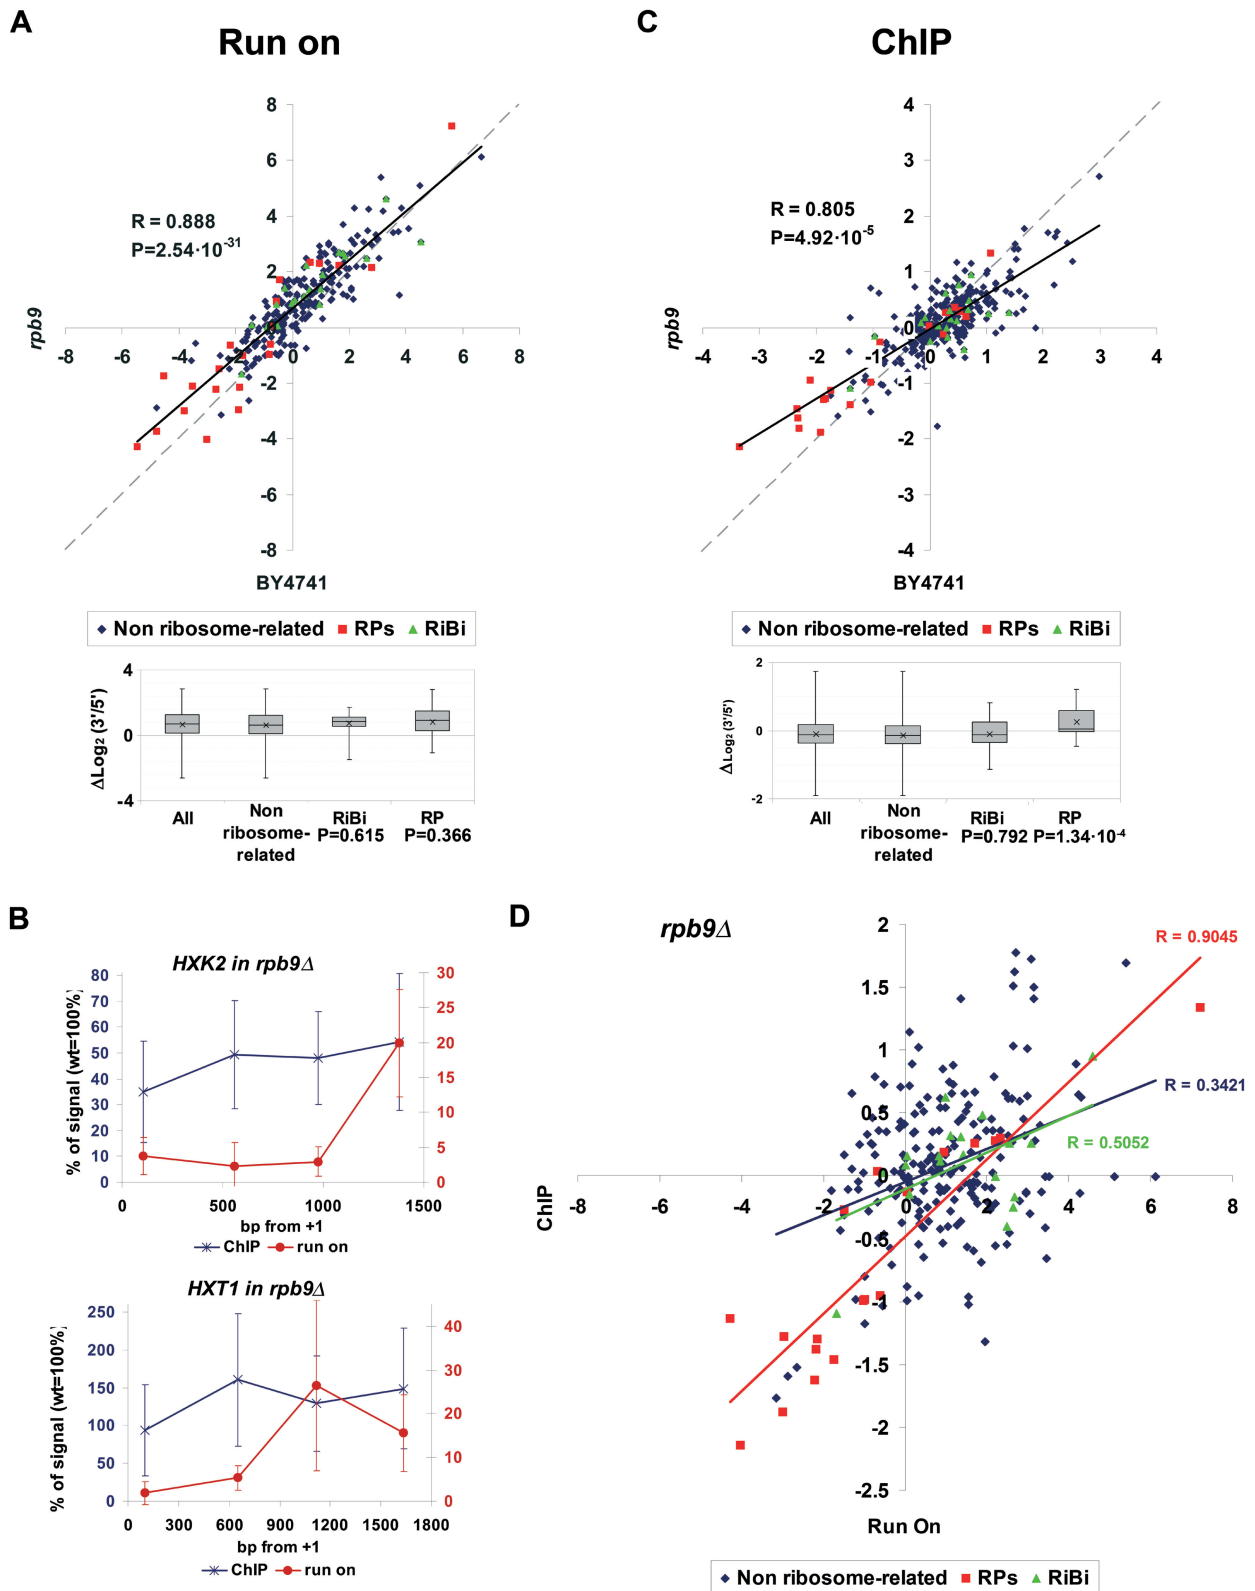 A
Run on
8
6
4
2
0
-2
-4
-6
-8
-8 -6 -4 -2 0 2 4 6 8
R = 0.888
P=2.54·10-31
rpb9
BY4741
Non ribosome-related RPs RiBi
4
0
-4
ΔLog2 (3'/5')
All
Non ribosome-related
RiBi P=0.615
RP P=0.366
C
ChIP
4
3
2
1
0
-1
-2
-3
-4
-4 -3 -2 -1 0 1 2 3 4
R = 0.805
P=4.92·10-5
rpb9
BY4741
Non ribosome-related RPs RiBi
2
0
-2
ΔLog2 (3'/5')
All
Non ribosome-related
RiBi P=0.792
RP P=1.34·10-4
B
HXK2 in rpb9Δ
80
70
60
50
40
30
20
10
0
30
25
20
15
10
5
0
% of signal (wt=100%)
0 500 1000 1500
bp from +1
ChIP run on
HXT1 in rpb9Δ
250
200
150
100
50
0
40
30
20
10
0
% of signal (wt=100%)
0 300 600 900 1200 1500 1800
bp from +1
ChIP run on
D
rpb9Δ
2
1.5
1
0.5
0
-0.5
-1
-1.5
-2
-2.5
-8 -6 -4 -2 0 2 4 6 8
R = 0.9045
R = 0.3421
R = 0.5052
ChIP
Run On
Non ribosome-related RPs RiBi